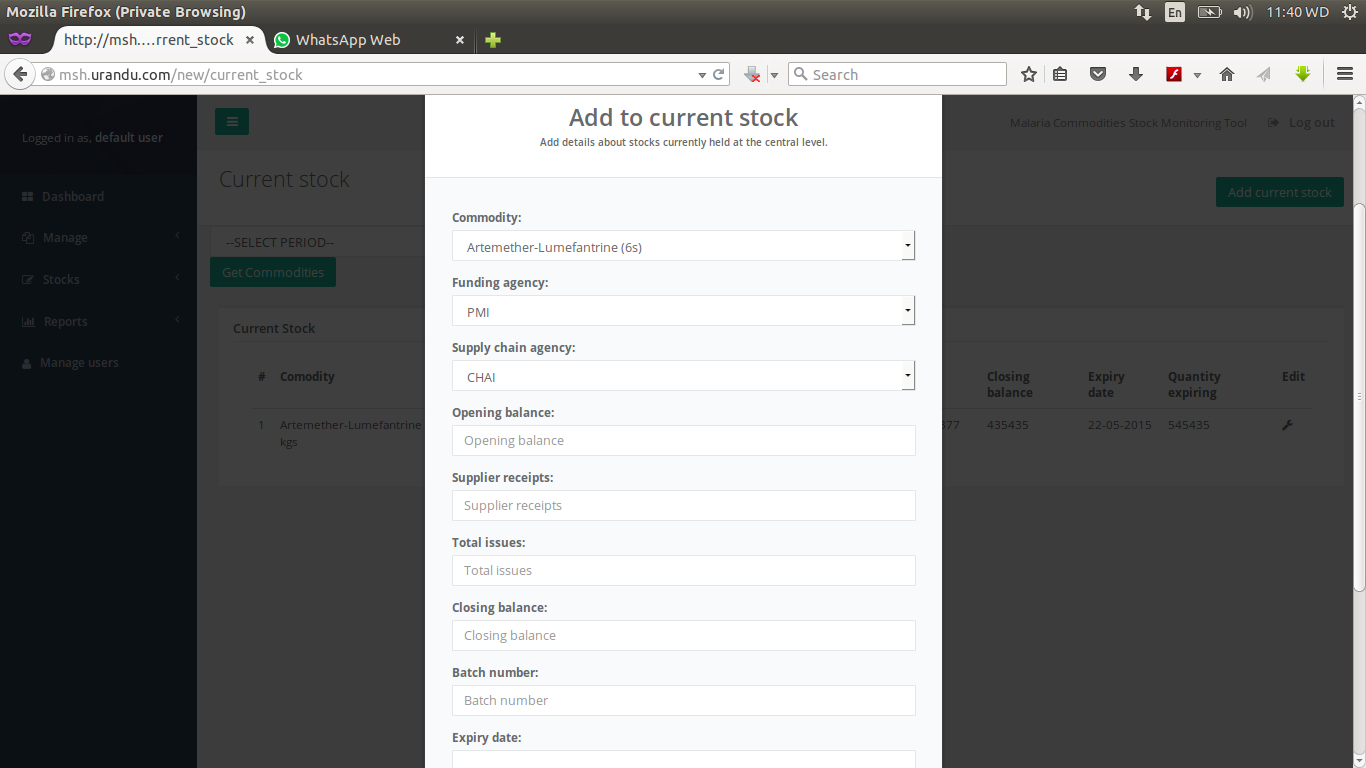 Mozilla Firefox (Private Browsing)
En
11:40 WD
http://msh....rrent_stock
WhatsApp Web
msh.urandu.com/new/current_stock
Search
Logged in as, default user
Malaria Commodities Stock Monitoring Tool
Log out
Dashboard
Manage
Stocks
Reports
Manage users
Current stock
Add current stock
--SELECT PERIOD--
Get Commodities
Current Stock
# Comodity Closing balance Expiry date Quantity expiring Edit
1 Artemether-Lumefantrine kgs 377 435435 22-05-2015 545435
Add to current stock
Add details about stocks currently held at the central level.
Commodity:
Artemether-Lumefantrine (6s)
Funding agency:
PMI
Supply chain agency:
CHAI
Opening balance:
Opening balance
Supplier receipts:
Supplier receipts
Total issues:
Total issues
Closing balance:
Closing balance
Batch number:
Batch number
Expiry date: